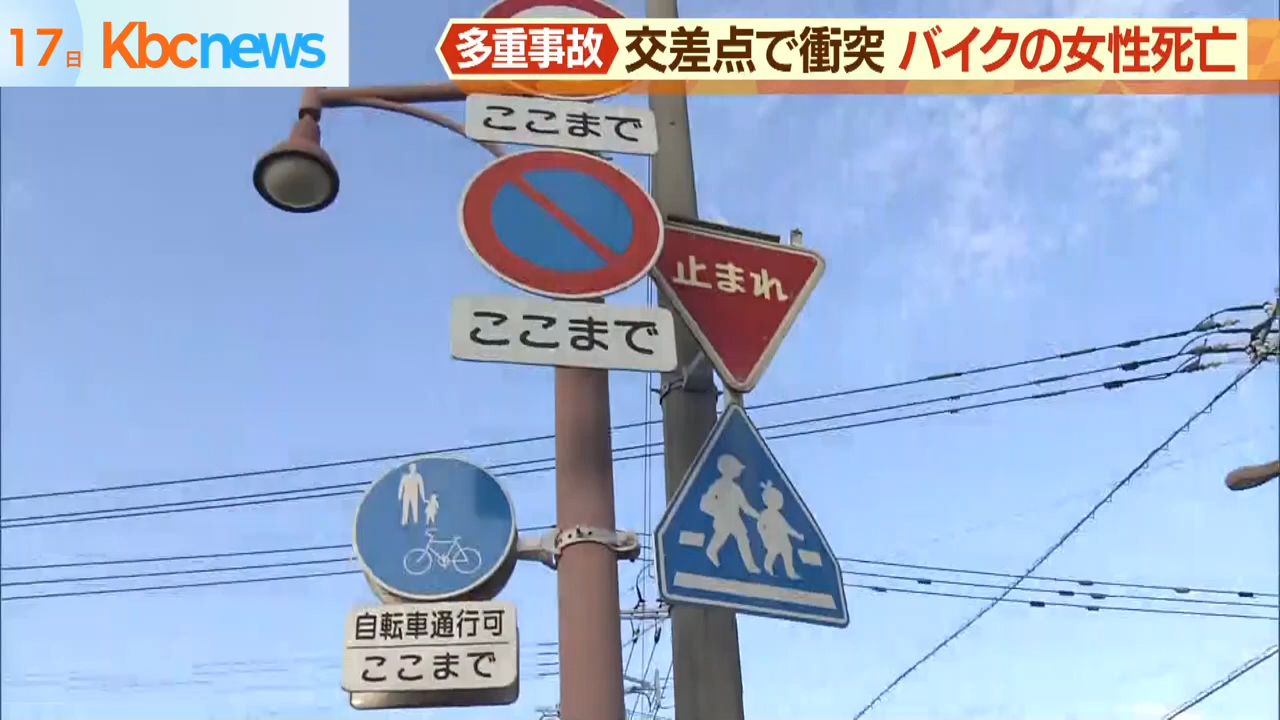 17日 Kbcnews
多重事故 交差点で衝突 バイクの女性死亡
ここまで
止まれ
ここまで
自転車通行可
ここまで